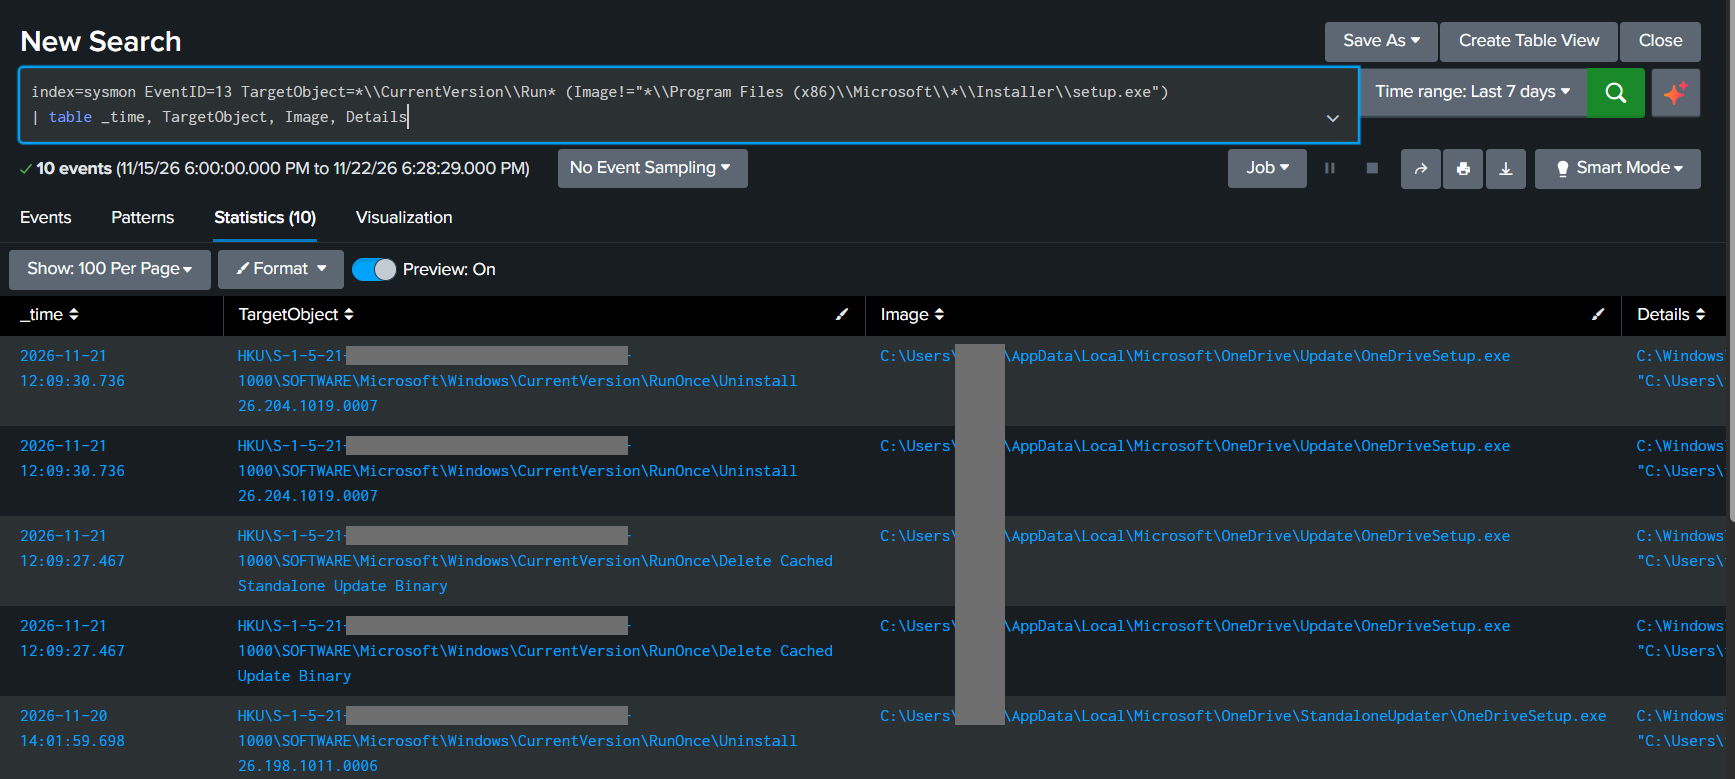 New Search
Save As
Create Table View
Close
index=sysmon EventID=13 TargetObject=*\\CurrentVersion\\Run* (Image!="*\\Program Files (x86)\\Microsoft\\*\\Installer\\setup.exe")
| table _time, TargetObject, Image, Details
Time range: Last 7 days
10 events (11/15/26 6:00:00.000 PM to 11/22/26 6:28:29.000 PM)
No Event Sampling
Job
Smart Mode
Events
Patterns
Statistics (10)
Visualization
Show: 100 Per Page
Format
Preview: On
_time
TargetObject
Image
Details
2026-11-21
12:09:30.736
HKU\S-1-5-21-
1000\SOFTWARE\Microsoft\Windows\CurrentVersion\RunOnce\Uninstall
26.204.1019.0007
C:\Users\ \AppData\Local\Microsoft\OneDrive\Update\OneDriveSetup.exe
C:\Windows
"C:\Users\
2026-11-21
12:09:30.736
HKU\S-1-5-21-
1000\SOFTWARE\Microsoft\Windows\CurrentVersion\RunOnce\Uninstall
26.204.1019.0007
C:\Users\ \AppData\Local\Microsoft\OneDrive\Update\OneDriveSetup.exe
C:\Windows
"C:\Users\
2026-11-21
12:09:27.467
HKU\S-1-5-21-
1000\SOFTWARE\Microsoft\Windows\CurrentVersion\RunOnce\Delete Cached
Standalone Update Binary
C:\Users\ \AppData\Local\Microsoft\OneDrive\Update\OneDriveSetup.exe
C:\Windows
"C:\Users\
2026-11-21
12:09:27.467
HKU\S-1-5-21-
1000\SOFTWARE\Microsoft\Windows\CurrentVersion\RunOnce\Delete Cached
Update Binary
C:\Users\ \AppData\Local\Microsoft\OneDrive\Update\OneDriveSetup.exe
C:\Windows
"C:\Users\
2026-11-20
14:01:59.698
HKU\S-1-5-21-
1000\SOFTWARE\Microsoft\Windows\CurrentVersion\RunOnce\Uninstall
26.198.1011.0006
C:\Users\ \AppData\Local\Microsoft\OneDrive\StandaloneUpdater\OneDriveSetup.exe
C:\Windows
"C:\Users\